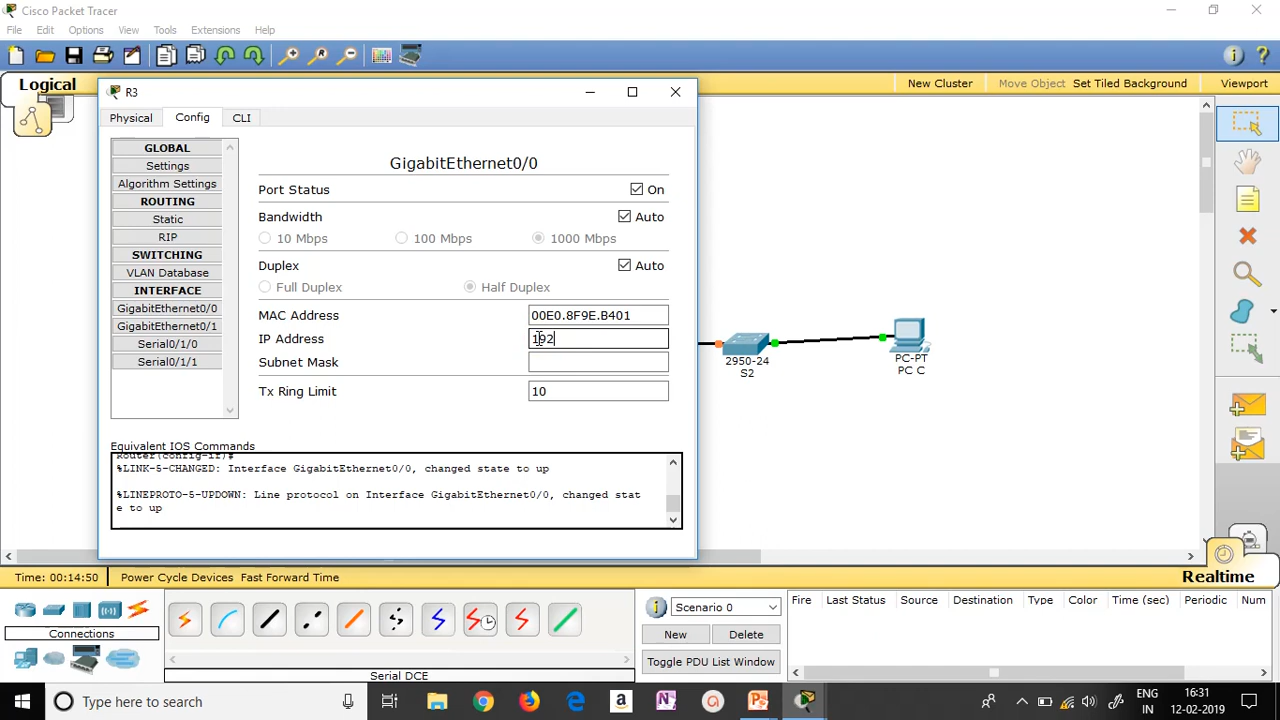 Cisco Packet Tracer
File Edit Options View Tools Extensions Help
Logical
New Cluster Move Object Set Tiled Background Viewport
R3
Physical Config CLI
GLOBAL
Settings
Algorithm Settings
ROUTING
Static
RIP
SWITCHING
VLAN Database
INTERFACE
GigabitEthernet0/0
GigabitEthernet0/1
Serial0/1/0
Serial0/1/1
GigabitEthernet0/0
Port Status On
Bandwidth Auto
10 Mbps 100 Mbps 1000 Mbps
Duplex Auto
Full Duplex Half Duplex
MAC Address 00E0.8F9E.B401
IP Address 192
Subnet Mask
Tx Ring Limit 10
Equivalent IOS Commands
Router(config-if)#
%LINK-5-CHANGED: Interface GigabitEthernet0/0, changed state to up
%LINEPROTO-5-UPDOWN: Line protocol on Interface GigabitEthernet0/0, changed stat
e to up
2950-24
S2
PC-PT
PC C
Time: 00:14:50 Power Cycle Devices Fast Forward Time
Realtime
Connections
Serial DCE
Scenario 0
New Delete
Toggle PDU List Window
Fire Last Status Source Destination Type Color Time (sec) Periodic Num
Type here to search
ENG
IN
16:31
12-02-2019